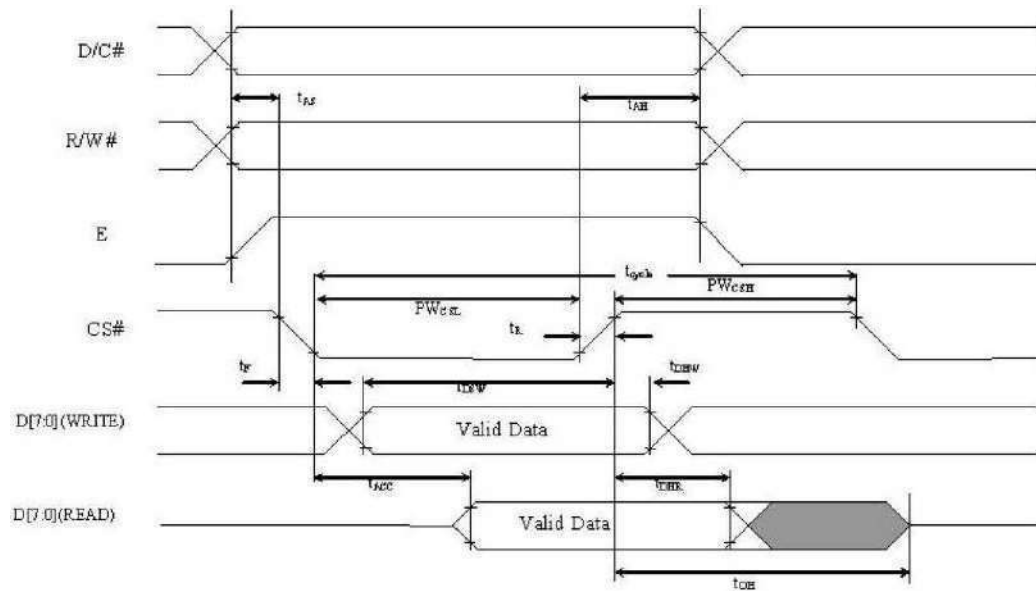 D/C#
tAS
tAH
R/W#
E
tcycle
PWCSL
PWCSH
CS#
tR
tF
tDSW
tDHW
D[7:0](WRITE)
Valid Data
tACC
tDHR
D[7:0](READ)
Valid Data
tOH